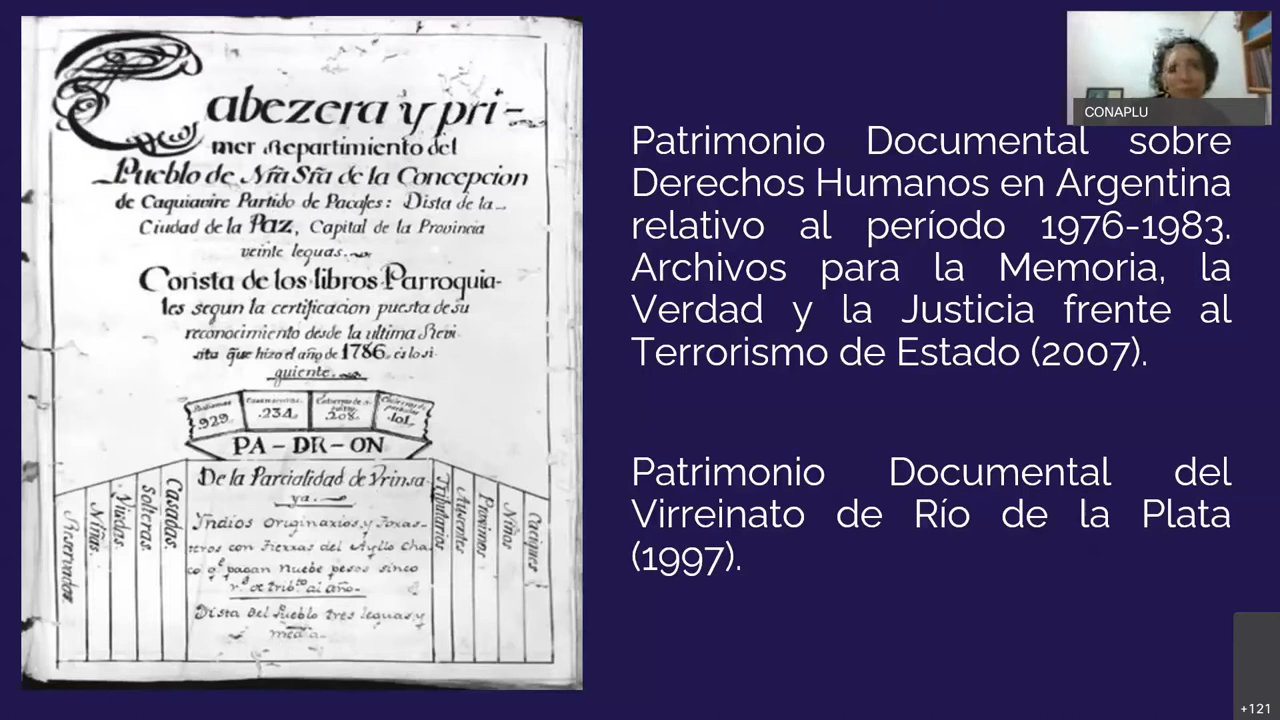 Cabezera y pri-
mer Repartimiento del
Pueblo de Nra Sra de la Concepcion
de Caquiavire Partido de Pacajes: Dista de la
Ciudad de la Paz, Capital de la Provincia
veinte leguas.
Consta de los libros Parroquia-
les segun la certificacion puesta de su
reconocimiento desde la ultima Revi
sita que hizo el año de 1786, es lo si
guiente.
929 234 208 101
PA-DR-ON
De la Parcialidad de Vrinsa
ya.
Yndios Originarios y Foras-
teros con Tierras del Ayllo Cha
co q.e pagan Nuebe pesos sinco
r.s de trib.to al año.
Dista del Pueblo tres leguas y
media
Reservadas.
Niñas.
Viudas.
Solteras.
Casadas.
Tributarios
Ausentes
Proximos
Niños
Caciques
Patrimonio Documental sobre
Derechos Humanos en Argentina
relativo al período 1976-1983.
Archivos para la Memoria, la
Verdad y la Justicia frente al
Terrorismo de Estado (2007).
Patrimonio Documental del
Virreinato de Río de la Plata
(1997).
CONAPLU
+121